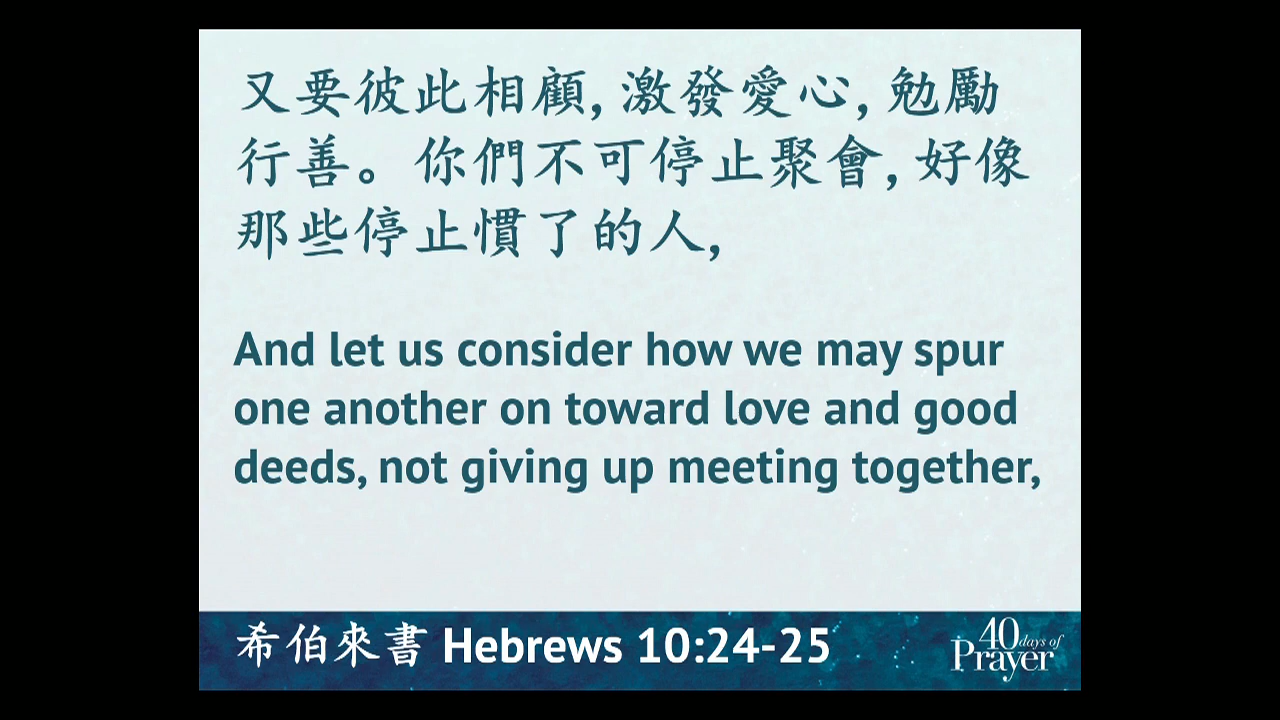 又要彼此相顧, 激發愛心, 勉勵
行善。你們不可停止聚會, 好像
那些停止慣了的人,
And let us consider how we may spur
one another on toward love and good
deeds, not giving up meeting together,
希伯來書 Hebrews 10:24-25
40 days of
Prayer